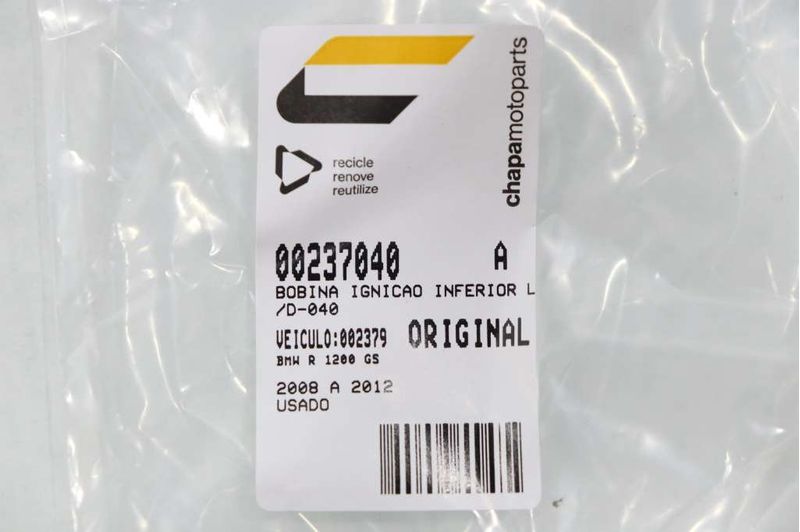 chapamotoparts
recicle
renove
reutilize
00237040 A
BOBINA IGNICAO INFERIOR L
/D-040
VEICULO:002379 ORIGINAL
BMW R 1200 GS
2008 A 2012
USADO